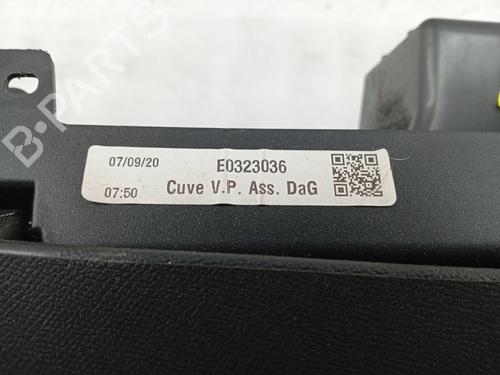 07/09/20 E0323036
07:50 Cuve V.P. Ass. DaG
B-PARTS